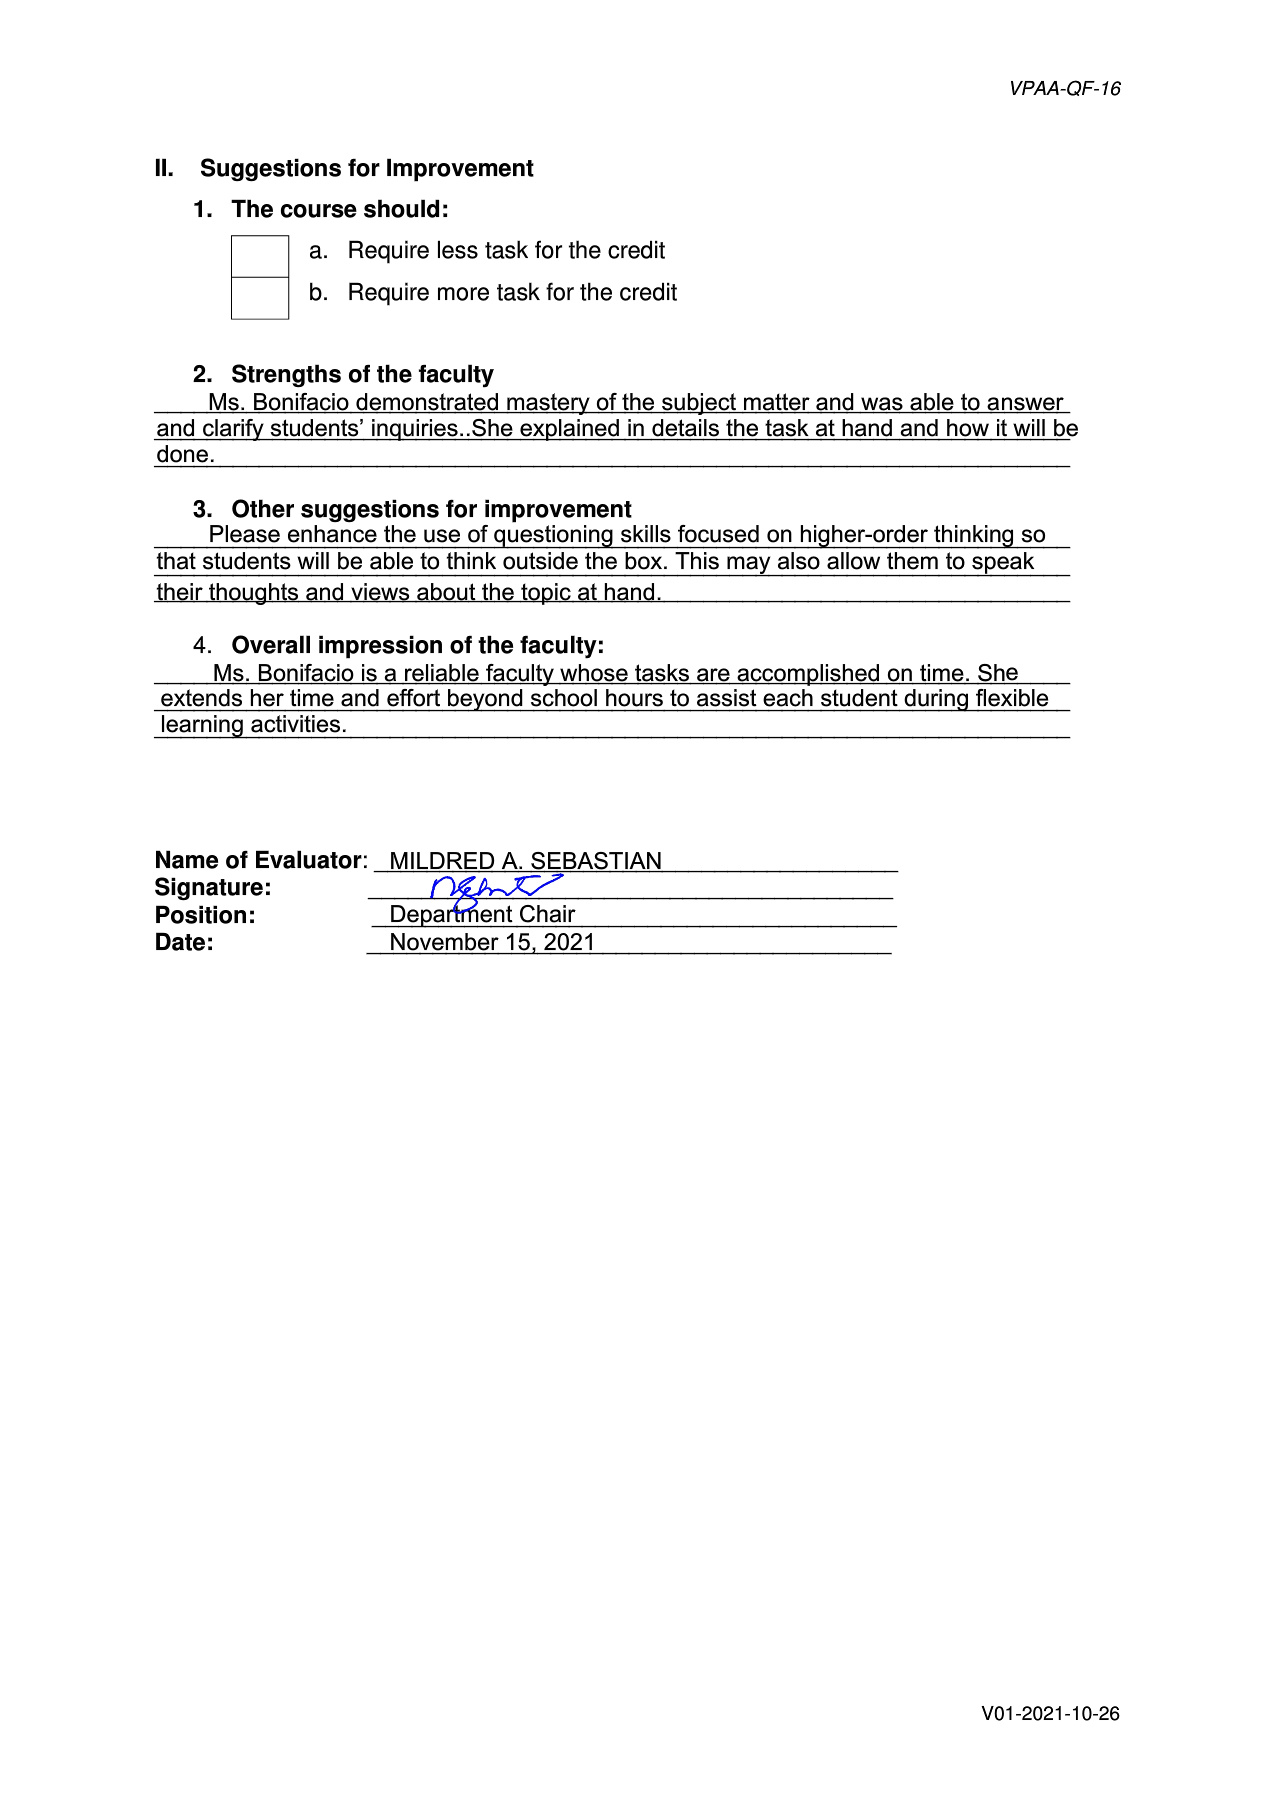 VPAA-QF-16
II. Suggestions for Improvement
1. The course should:
a. Require less task for the credit
b. Require more task for the credit
2. Strengths of the faculty
Ms. Bonifacio demonstrated mastery of the subject matter and was able to answer
and clarify students’ inquiries..She explained in details the task at hand and how it will be
done.
3. Other suggestions for improvement
Please enhance the use of questioning skills focused on higher-order thinking so
that students will be able to think outside the box. This may also allow them to speak
their thoughts and views about the topic at hand.
4. Overall impression of the faculty:
Ms. Bonifacio is a reliable faculty whose tasks are accomplished on time. She
extends her time and effort beyond school hours to assist each student during flexible
learning activities.
Name of Evaluator: MILDRED A. SEBASTIAN
Signature:
Position: Department Chair
Date: November 15, 2021
V01-2021-10-26